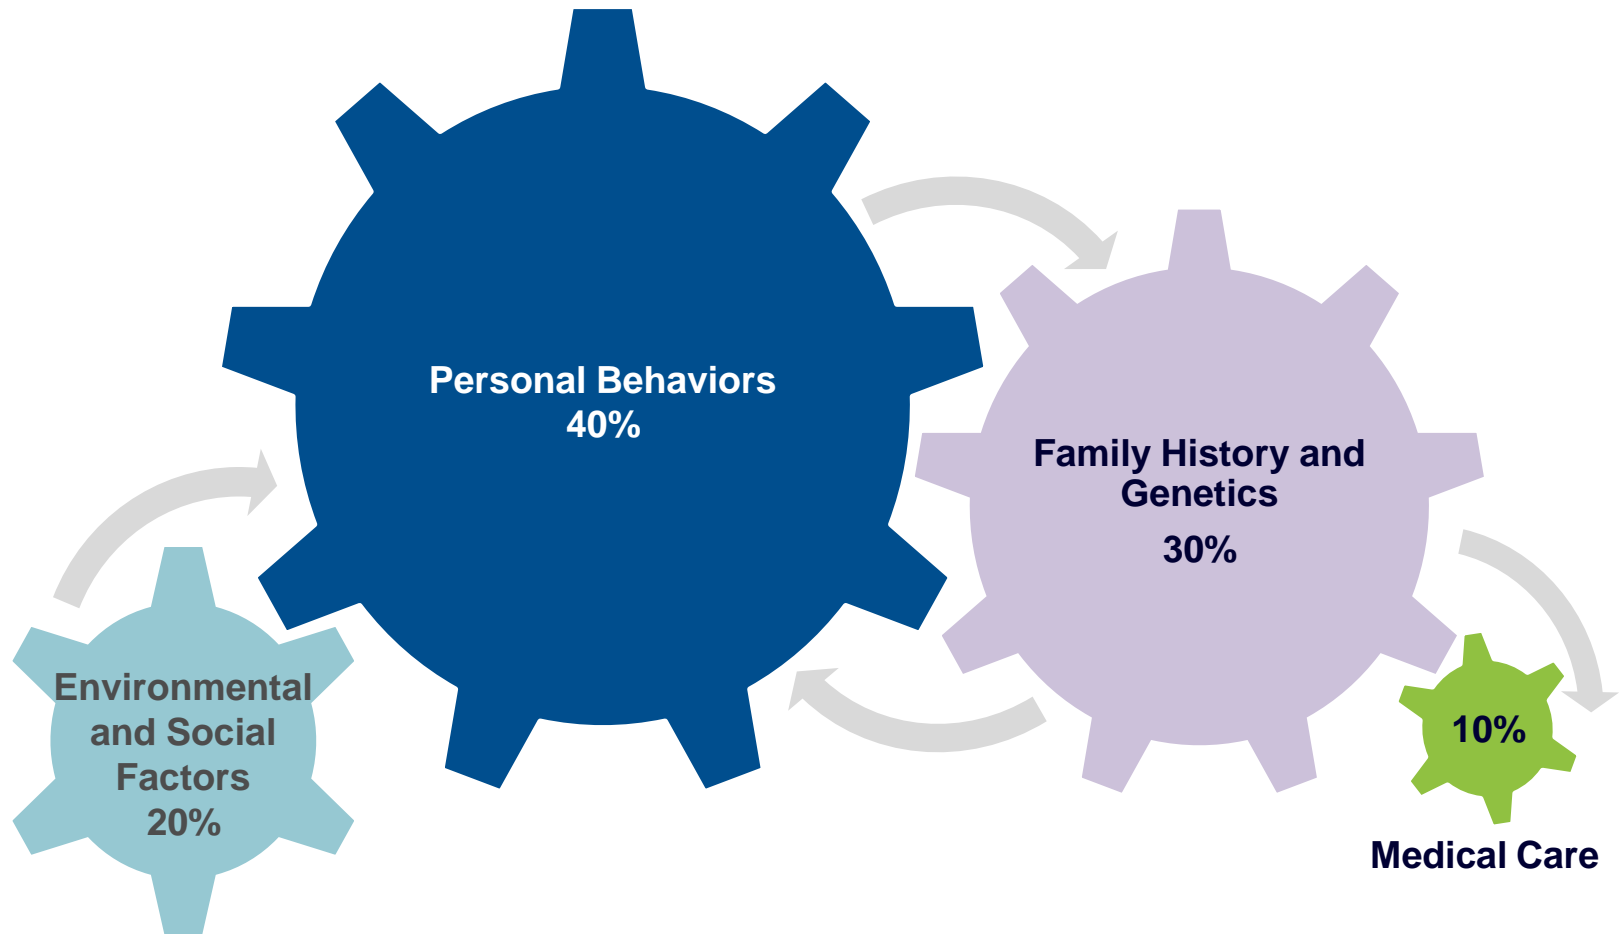 Personal Behaviors
40%
Family History and
Genetics
30%
Environmental
and Social
Factors
20%
10%
Medical Care